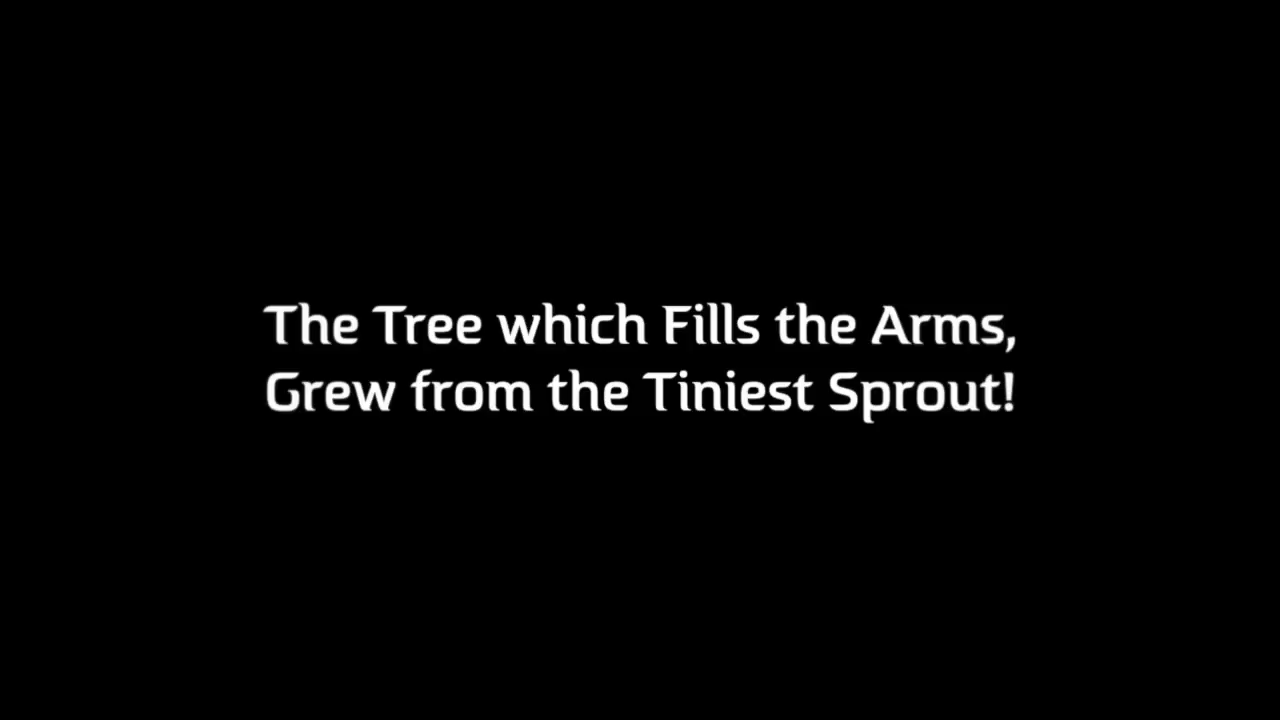 The Tree which Fills the Arms,
Grew from the Tiniest Sprout!